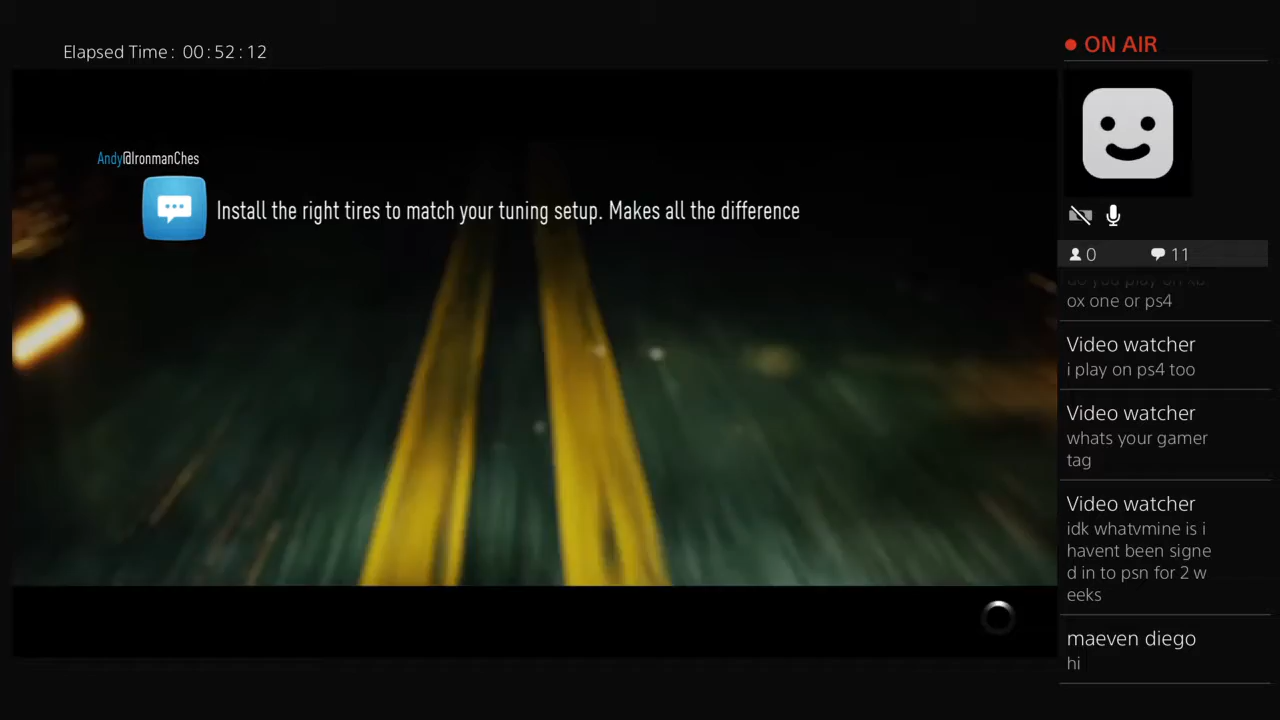 Elapsed Time: 00:52:12
ON AIR
Andy@IronmanChes
Install the right tires to match your tuning setup. Makes all the difference
0 11
ox one or ps4
Video watcher
i play on ps4 too
Video watcher
whats your gamer
tag
Video watcher
idk whatvmine is i
havent been signe
d in to psn for 2 w
eeks
maeven diego
hi